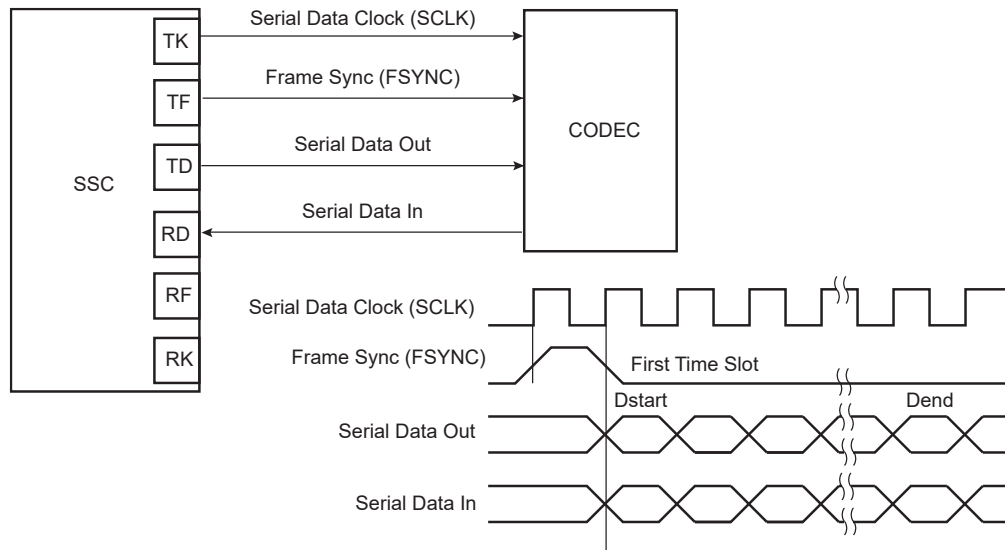 Serial Data Clock (SCLK)
TK
Frame Sync (FSYNC)
TF
CODEC
Serial Data Out
TD
SSC
Serial Data In
RD
RF
Serial Data Clock (SCLK)
RK
Frame Sync (FSYNC)
First Time Slot
Dstart
Dend
Serial Data Out
Serial Data In